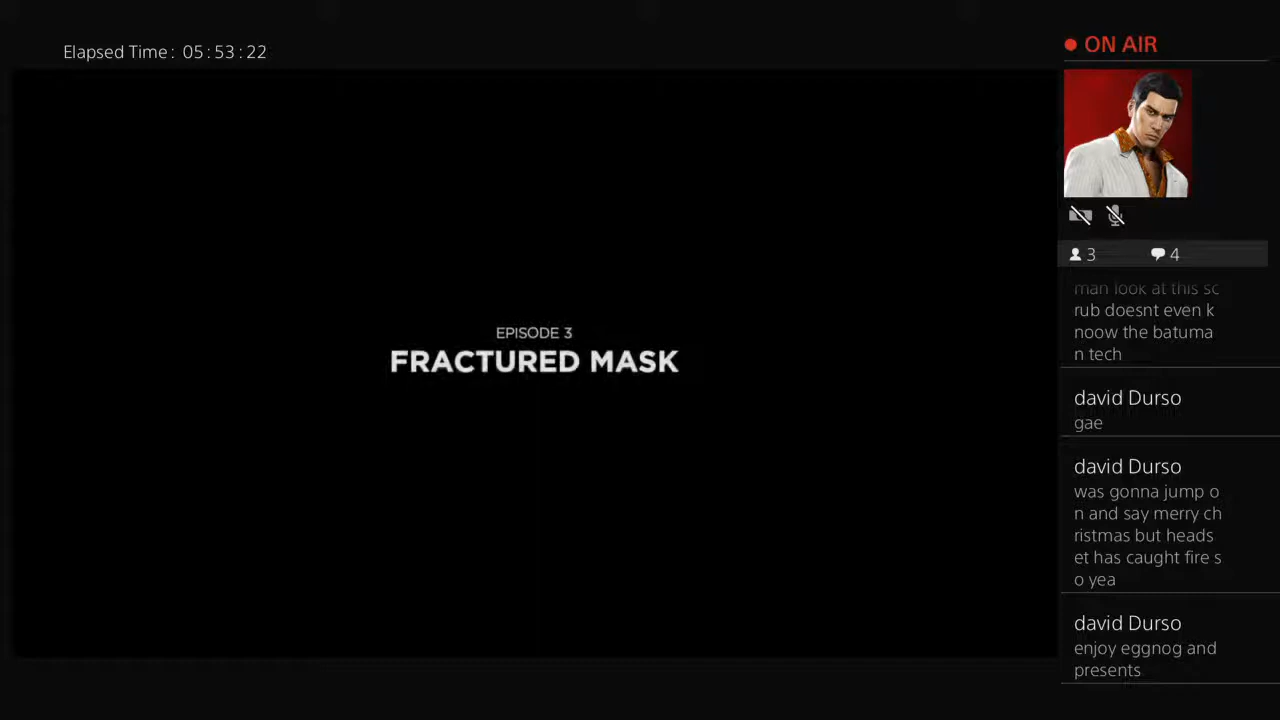 Elapsed Time: 05:53:22
ON AIR
3
4
man look at this sc
rub doesnt even k
noow the batuma
n tech
david Durso
gae
david Durso
was gonna jump o
n and say merry ch
ristmas but heads
et has caught fire s
o yea
david Durso
enjoy eggnog and
presents
EPISODE 3
FRACTURED MASK